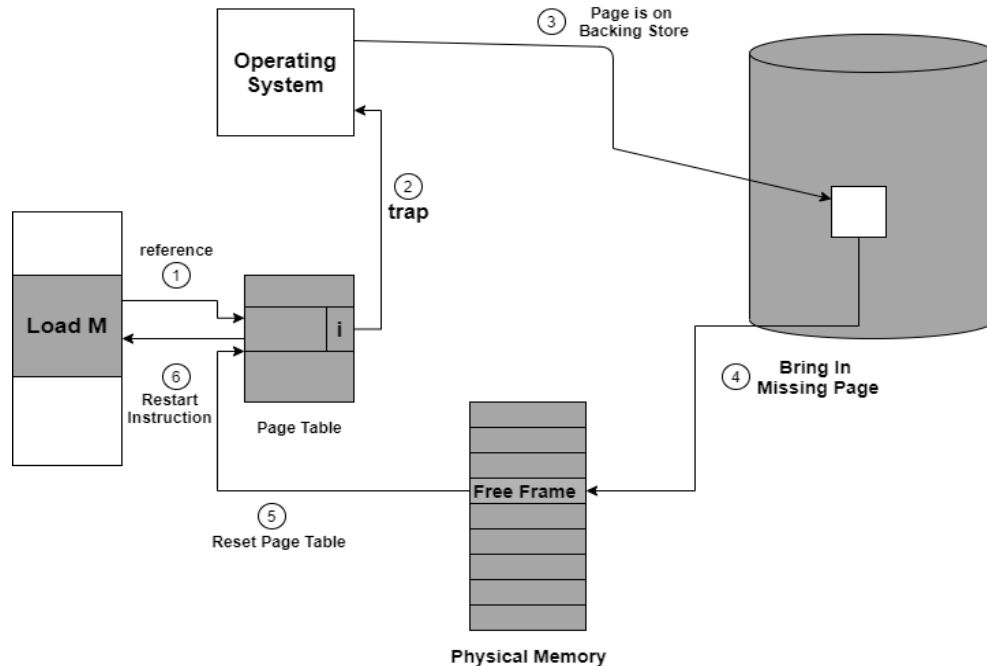 3
Page is on
Backing Store
Operating
System
2
trap
reference
1
Load M
i
6
Restart
Instruction
Page Table
4
Bring In
Missing Page
Free Frame
5
Reset Page Table
Physical Memory